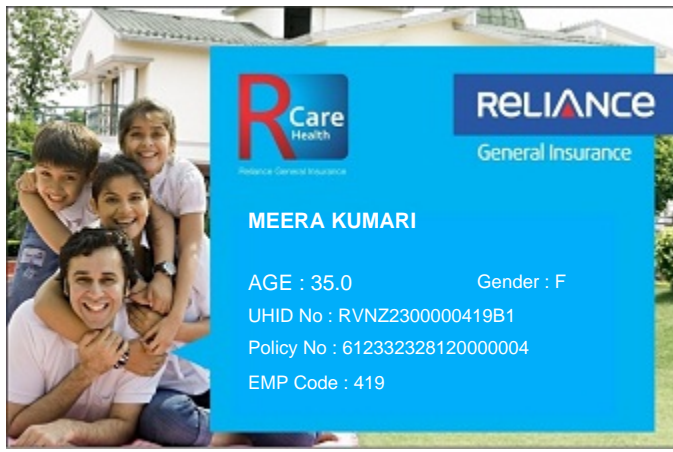 R Care
Health
Reliance General Insurance
RELIANCE
General Insurance
MEERA KUMARI
AGE : 35.0 Gender : F
UHID No : RVNZ2300000419B1
Policy No : 612332328120000004
EMP Code : 419